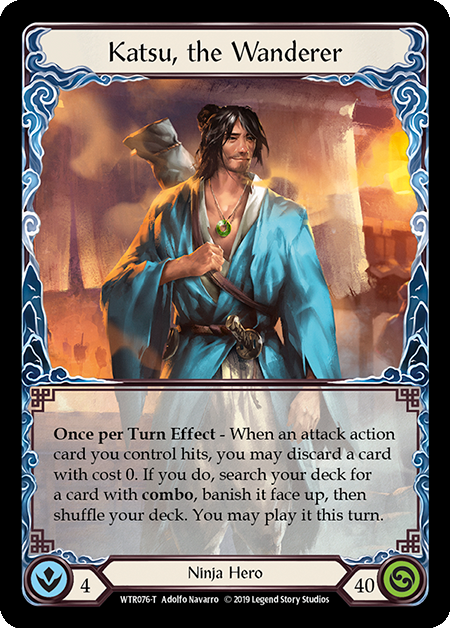 Katsu, the Wanderer
Once per Turn Effect - When an attack action
card you control hits, you may discard a card
with cost 0. If you do, search your deck for
a card with combo, banish it face up, then
shuffle your deck. You may play it this turn.
4
Ninja Hero
40
WTR076-T Adolfo Navarro © 2019 Legend Story Studios